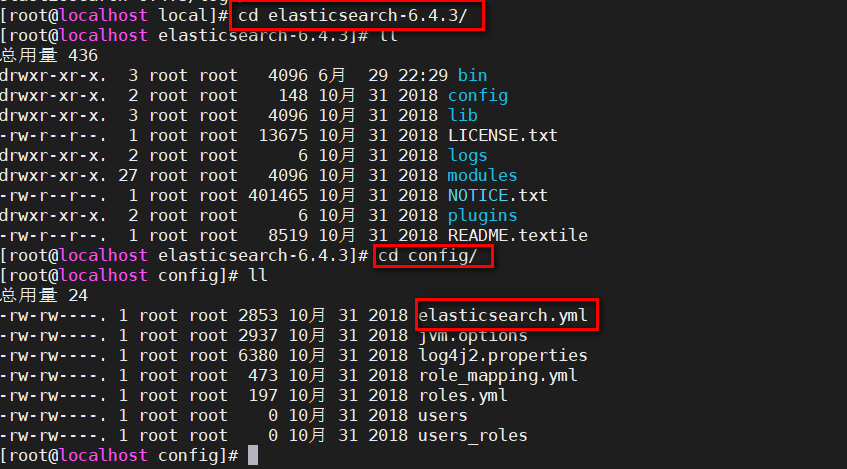 [root@localhost local]# cd elasticsearch-6.4.3/
[root@localhost elasticsearch-6.4.3]# ll
总用量 436
drwxr-xr-x. 3 root root 4096 6月 29 22:29 bin
drwxr-xr-x. 2 root root 148 10月 31 2018 config
drwxr-xr-x. 3 root root 4096 10月 31 2018 lib
-rw-r--r--. 1 root root 13675 10月 31 2018 LICENSE.txt
drwxr-xr-x. 2 root root 6 10月 31 2018 logs
drwxr-xr-x. 27 root root 4096 10月 31 2018 modules
-rw-r--r--. 1 root root 401465 10月 31 2018 NOTICE.txt
drwxr-xr-x. 2 root root 6 10月 31 2018 plugins
-rw-r--r--. 1 root root 8519 10月 31 2018 README.textile
[root@localhost elasticsearch-6.4.3]# cd config/
[root@localhost config]# ll
总用量 24
-rw-rw----. 1 root root 2853 10月 31 2018 elasticsearch.yml
-rw-rw----. 1 root root 2937 10月 31 2018 jvm.options
-rw-rw----. 1 root root 6380 10月 31 2018 log4j2.properties
-rw-rw----. 1 root root 473 10月 31 2018 role_mapping.yml
-rw-rw----. 1 root root 197 10月 31 2018 roles.yml
-rw-rw----. 1 root root 0 10月 31 2018 users
-rw-rw----. 1 root root 0 10月 31 2018 users_roles
[root@localhost config]#